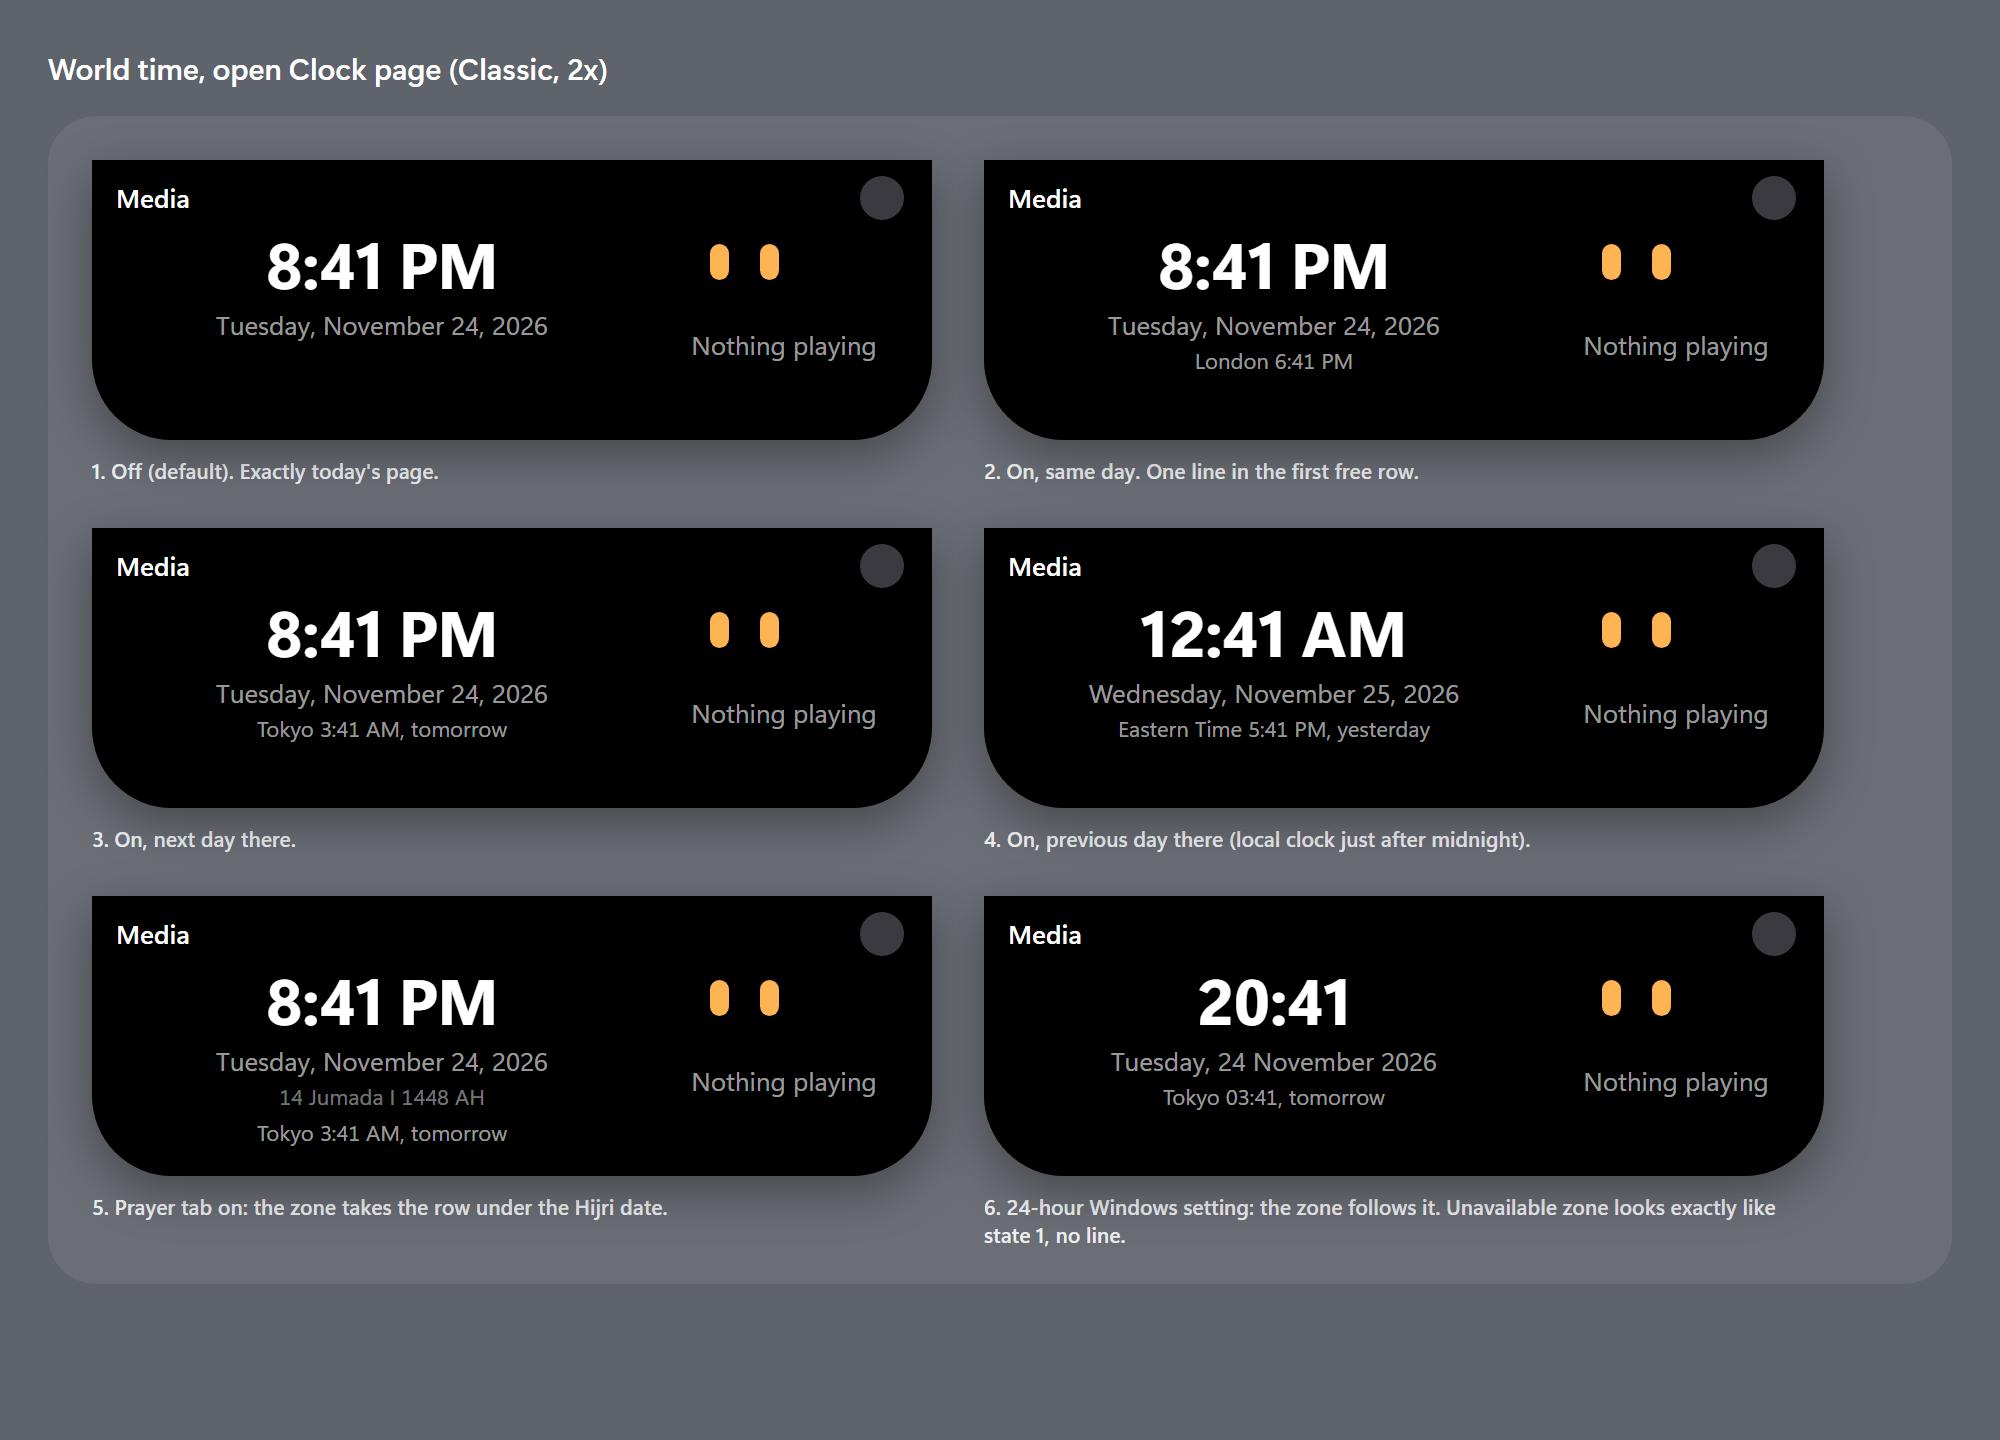 World time, open Clock page (Classic, 2x)
Media
8:41 PM
Tuesday, November 24, 2026
Nothing playing
1. Off (default). Exactly today's page.
Media
8:41 PM
Tuesday, November 24, 2026
London 6:41 PM
Nothing playing
2. On, same day. One line in the first free row.
Media
8:41 PM
Tuesday, November 24, 2026
Tokyo 3:41 AM, tomorrow
Nothing playing
3. On, next day there.
Media
12:41 AM
Wednesday, November 25, 2026
Eastern Time 5:41 PM, yesterday
Nothing playing
4. On, previous day there (local clock just after midnight).
Media
8:41 PM
Tuesday, November 24, 2026
14 Jumada I 1448 AH
Tokyo 3:41 AM, tomorrow
Nothing playing
5. Prayer tab on: the zone takes the row under the Hijri date.
Media
20:41
Tuesday, 24 November 2026
Tokyo 03:41, tomorrow
Nothing playing
6. 24-hour Windows setting: the zone follows it. Unavailable zone looks exactly like
state 1, no line.